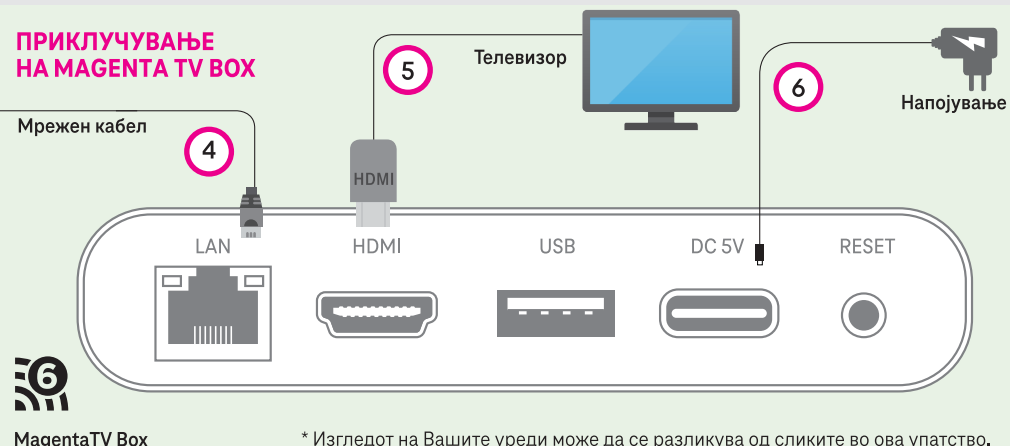 ПРИКЛУЧУВАЊЕ
НА MAGENTA TV BOX
Мрежен кабел
4
5
Телевизор
6
Напојување
HDMI
LAN
HDMI
USB
DC 5V
RESET
6
MagentaTV Box
* Изгледот на Вашите уреди може да се разликува од сликите во ова упатство.